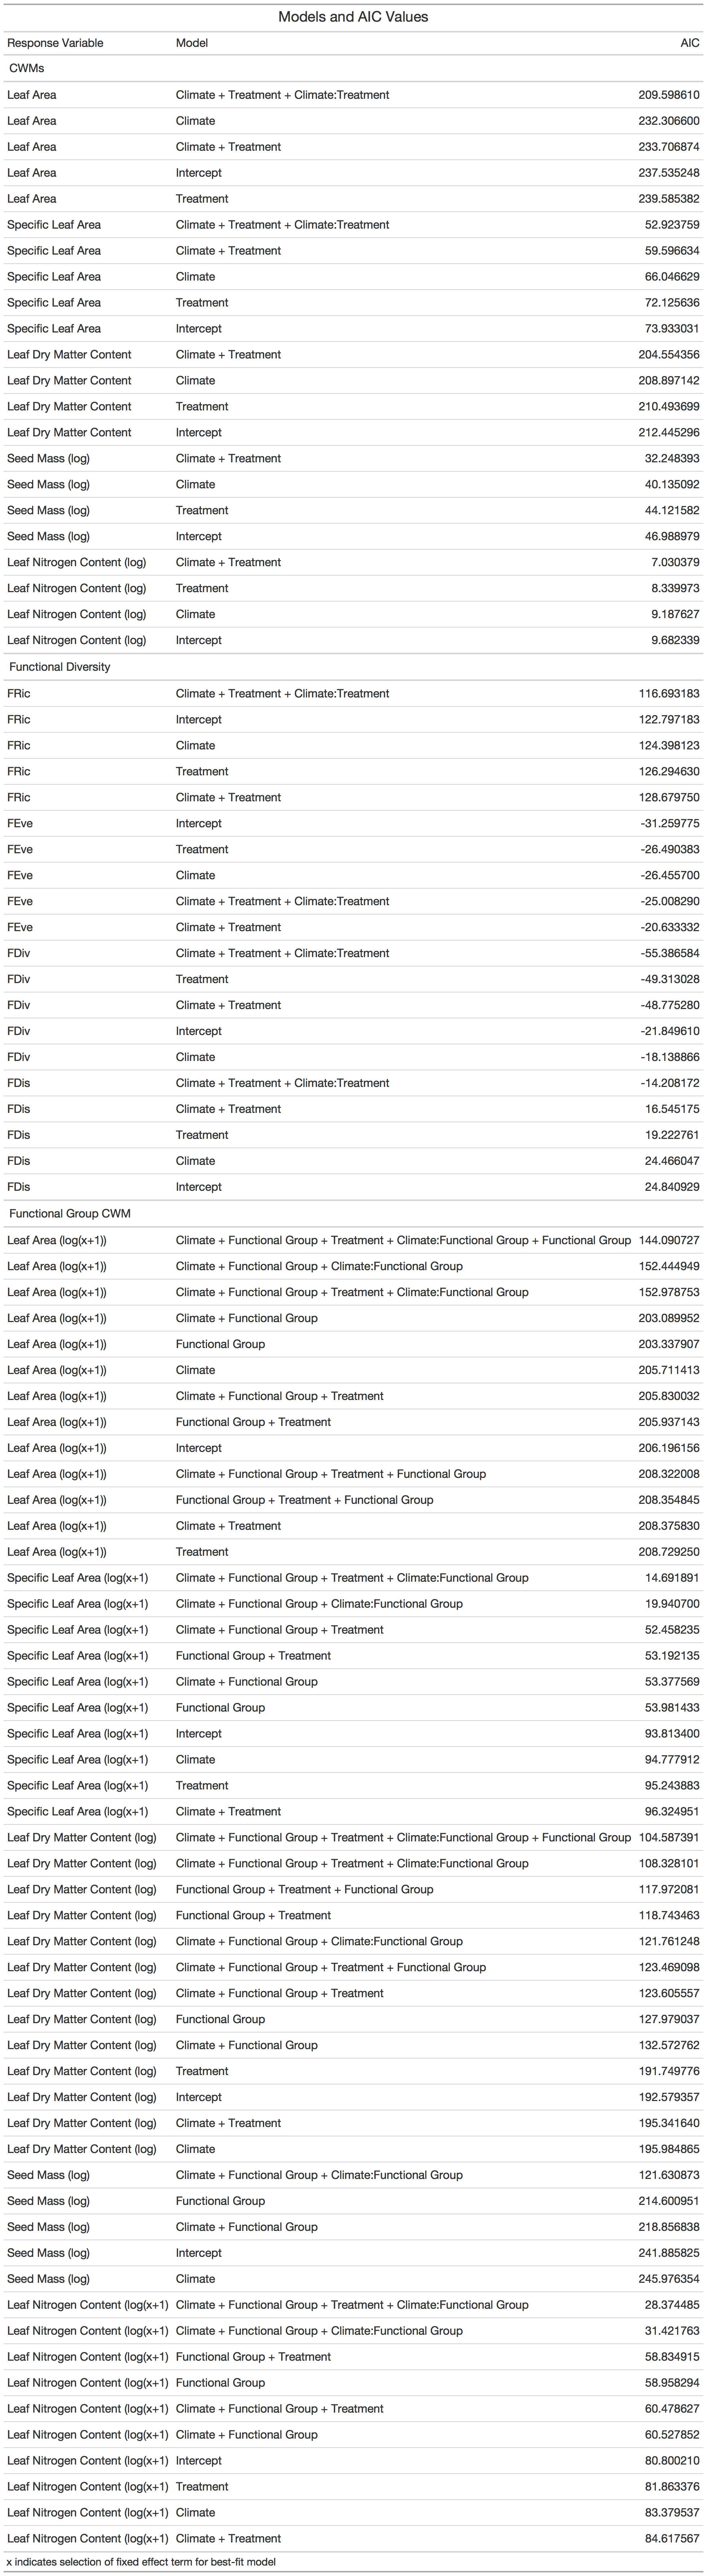 Models and AIC Values
Response Variable Model AIC
CWMs
Leaf Area Climate + Treatment + Climate:Treatment 209.598610
Leaf Area Climate 232.306600
Leaf Area Climate + Treatment 233.706874
Leaf Area Intercept 237.535248
Leaf Area Treatment 239.585382
Specific Leaf Area Climate + Treatment + Climate:Treatment 52.923759
Specific Leaf Area Climate + Treatment 59.596634
Specific Leaf Area Climate 66.046629
Specific Leaf Area Treatment 72.125636
Specific Leaf Area Intercept 73.933031
Leaf Dry Matter Content Climate + Treatment 204.554356
Leaf Dry Matter Content Climate 208.897142
Leaf Dry Matter Content Treatment 210.493699
Leaf Dry Matter Content Intercept 212.445296
Seed Mass (log) Climate + Treatment 32.248393
Seed Mass (log) Climate 40.135092
Seed Mass (log) Treatment 44.121582
Seed Mass (log) Intercept 46.988979
Leaf Nitrogen Content (log) Climate + Treatment 7.030379
Leaf Nitrogen Content (log) Treatment 8.339973
Leaf Nitrogen Content (log) Climate 9.187627
Leaf Nitrogen Content (log) Intercept 9.682339
Functional Diversity
FRic Climate + Treatment + Climate:Treatment 116.693183
FRic Intercept 122.797183
FRic Climate 124.398123
FRic Treatment 126.294630
FRic Climate + Treatment 128.679750
FEve Intercept -31.259775
FEve Treatment -26.490383
FEve Climate -26.455700
FEve Climate + Treatment + Climate:Treatment -25.008290
FEve Climate + Treatment -20.633332
FDiv Climate + Treatment + Climate:Treatment -55.386584
FDiv Treatment -49.313028
FDiv Climate + Treatment -48.775280
FDiv Intercept -21.849610
FDiv Climate -18.138866
FDis Climate + Treatment + Climate:Treatment -14.208172
FDis Climate + Treatment 16.545175
FDis Treatment 19.222761
FDis Climate 24.466047
FDis Intercept 24.840929
Functional Group CWM
Leaf Area (log(x+1)) Climate + Functional Group + Treatment + Climate:Functional Group + Functional Group 144.090727
Leaf Area (log(x+1)) Climate + Functional Group + Climate:Functional Group 152.444949
Leaf Area (log(x+1)) Climate + Functional Group + Treatment + Climate:Functional Group 152.978753
Leaf Area (log(x+1)) Climate + Functional Group 203.089952
Leaf Area (log(x+1)) Functional Group 203.337907
Leaf Area (log(x+1)) Climate 205.711413
Leaf Area (log(x+1)) Climate + Functional Group + Treatment 205.830032
Leaf Area (log(x+1)) Functional Group + Treatment 205.937143
Leaf Area (log(x+1)) Intercept 206.196156
Leaf Area (log(x+1)) Climate + Functional Group + Treatment + Functional Group 208.322008
Leaf Area (log(x+1)) Functional Group + Treatment + Functional Group 208.354845
Leaf Area (log(x+1)) Climate + Treatment 208.375830
Leaf Area (log(x+1)) Treatment 208.729250
Specific Leaf Area (log(x+1) Climate + Functional Group + Treatment + Climate:Functional Group 14.691891
Specific Leaf Area (log(x+1) Climate + Functional Group + Climate:Functional Group 19.940700
Specific Leaf Area (log(x+1) Climate + Functional Group + Treatment 52.458235
Specific Leaf Area (log(x+1) Functional Group + Treatment 53.192135
Specific Leaf Area (log(x+1) Climate + Functional Group 53.377569
Specific Leaf Area (log(x+1) Functional Group 53.981433
Specific Leaf Area (log(x+1) Intercept 93.813400
Specific Leaf Area (log(x+1) Climate 94.777912
Specific Leaf Area (log(x+1) Treatment 95.243883
Specific Leaf Area (log(x+1) Climate + Treatment 96.324951
Leaf Dry Matter Content (log) Climate + Functional Group + Treatment + Climate:Functional Group + Functional Group 104.587391
Leaf Dry Matter Content (log) Climate + Functional Group + Treatment + Climate:Functional Group 108.328101
Leaf Dry Matter Content (log) Functional Group + Treatment + Functional Group 117.972081
Leaf Dry Matter Content (log) Functional Group + Treatment 118.743463
Leaf Dry Matter Content (log) Climate + Functional Group + Climate:Functional Group 121.761248
Leaf Dry Matter Content (log) Climate + Functional Group + Treatment + Functional Group 123.469098
Leaf Dry Matter Content (log) Climate + Functional Group + Treatment 123.605557
Leaf Dry Matter Content (log) Functional Group 127.979037
Leaf Dry Matter Content (log) Climate + Functional Group 132.572762
Leaf Dry Matter Content (log) Treatment 191.749776
Leaf Dry Matter Content (log) Intercept 192.579357
Leaf Dry Matter Content (log) Climate + Treatment 195.341640
Leaf Dry Matter Content (log) Climate 195.984865
Seed Mass (log) Climate + Functional Group + Climate:Functional Group 121.630873
Seed Mass (log) Functional Group 214.600951
Seed Mass (log) Climate + Functional Group 218.856838
Seed Mass (log) Intercept 241.885825
Seed Mass (log) Climate 245.976354
Leaf Nitrogen Content (log(x+1) Climate + Functional Group + Treatment + Climate:Functional Group 28.374485
Leaf Nitrogen Content (log(x+1) Climate + Functional Group + Climate:Functional Group 31.421763
Leaf Nitrogen Content (log(x+1) Functional Group + Treatment 58.834915
Leaf Nitrogen Content (log(x+1) Functional Group 58.958294
Leaf Nitrogen Content (log(x+1) Climate + Functional Group + Treatment 60.478627
Leaf Nitrogen Content (log(x+1) Climate + Functional Group 60.527852
Leaf Nitrogen Content (log(x+1) Intercept 80.800210
Leaf Nitrogen Content (log(x+1) Treatment 81.863376
Leaf Nitrogen Content (log(x+1) Climate 83.379537
Leaf Nitrogen Content (log(x+1) Climate + Treatment 84.617567
x indicates selection of fixed effect term for best-fit model